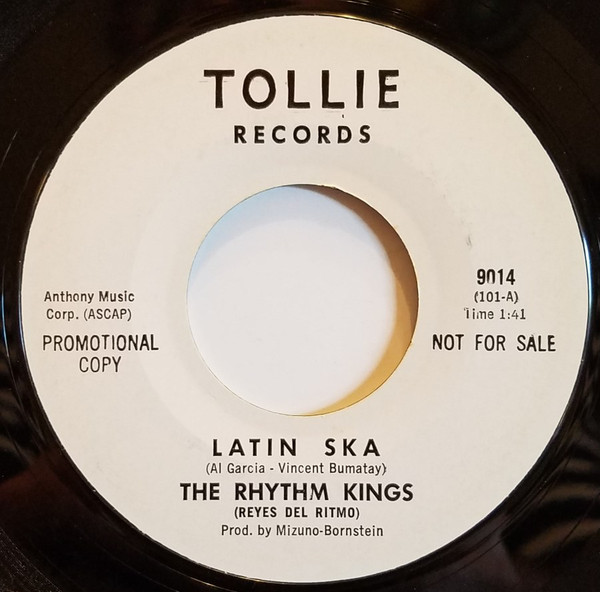 TOLLIE
RECORDS
Anthony Music
Corp. (ASCAP)
PROMOTIONAL
COPY
9014
(101-A)
Time 1:41
NOT FOR SALE
LATIN SKA
(Al Garcia - Vincent Bumatay)
THE RHYTHM KINGS
(REYES DEL RITMO)
Prod. by Mizuno-Bornstein